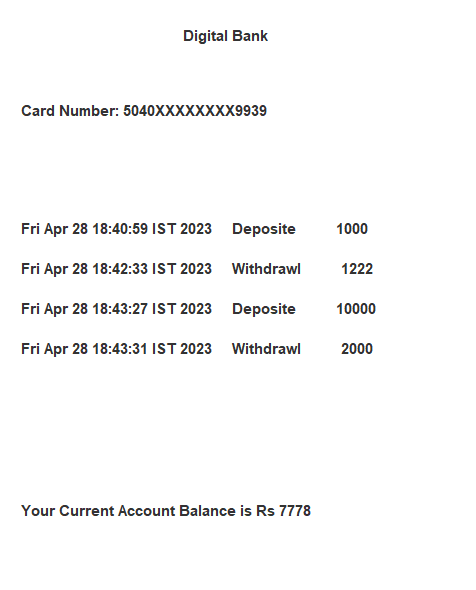 Digital Bank
Card Number: 5040XXXXXXXX9939
Fri Apr 28 18:40:59 IST 2023 Deposite 1000
Fri Apr 28 18:42:33 IST 2023 Withdrawl 1222
Fri Apr 28 18:43:27 IST 2023 Deposite 10000
Fri Apr 28 18:43:31 IST 2023 Withdrawl 2000
Your Current Account Balance is Rs 7778